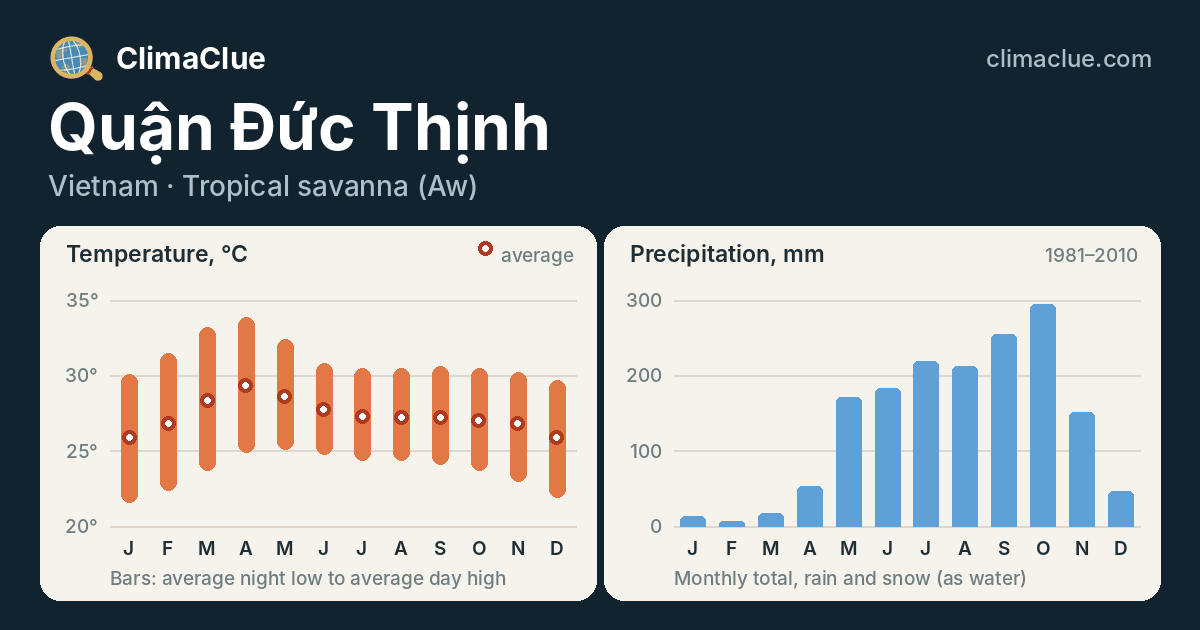 ClimaClue
climaclue.com
Quận Đức Thịnh
Vietnam · Tropical savanna (Aw)
Temperature, °C
average
35°
30°
25°
20°
J F M A M J J A S O N D
Bars: average night low to average day high
Precipitation, mm
1981–2010
300
200
100
0
J F M A M J J A S O N D
Monthly total, rain and snow (as water)